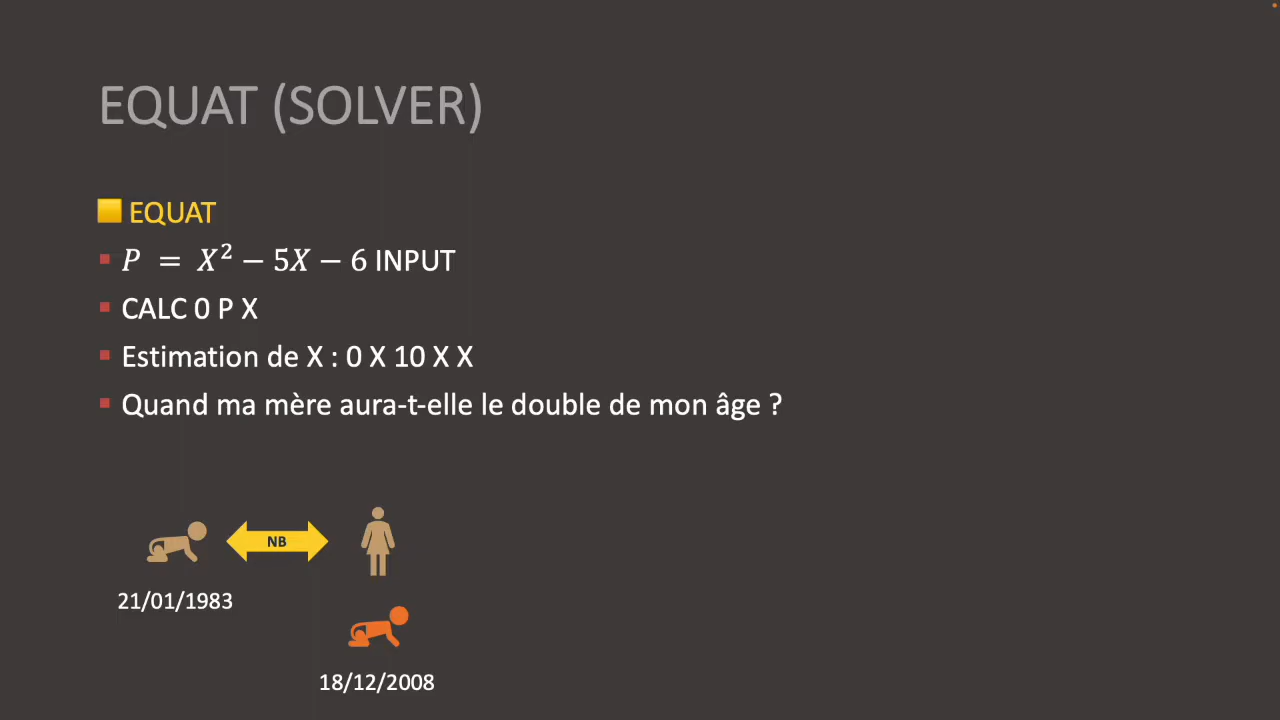 EQUAT (SOLVER)
EQUAT
P = X² − 5X − 6 INPUT
CALC 0 P X
Estimation de X : 0 X 10 X X
Quand ma mère aura-t-elle le double de mon âge ?
NB
21/01/1983
18/12/2008